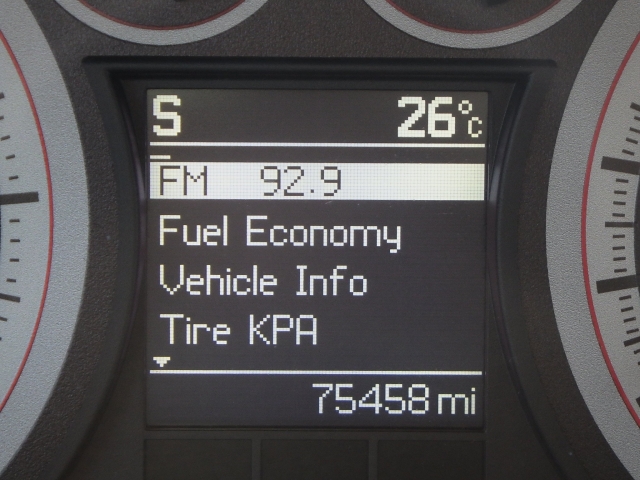 S 26°C
FM 92.9
Fuel Economy
Vehicle Info
Tire KPA
75458 mi